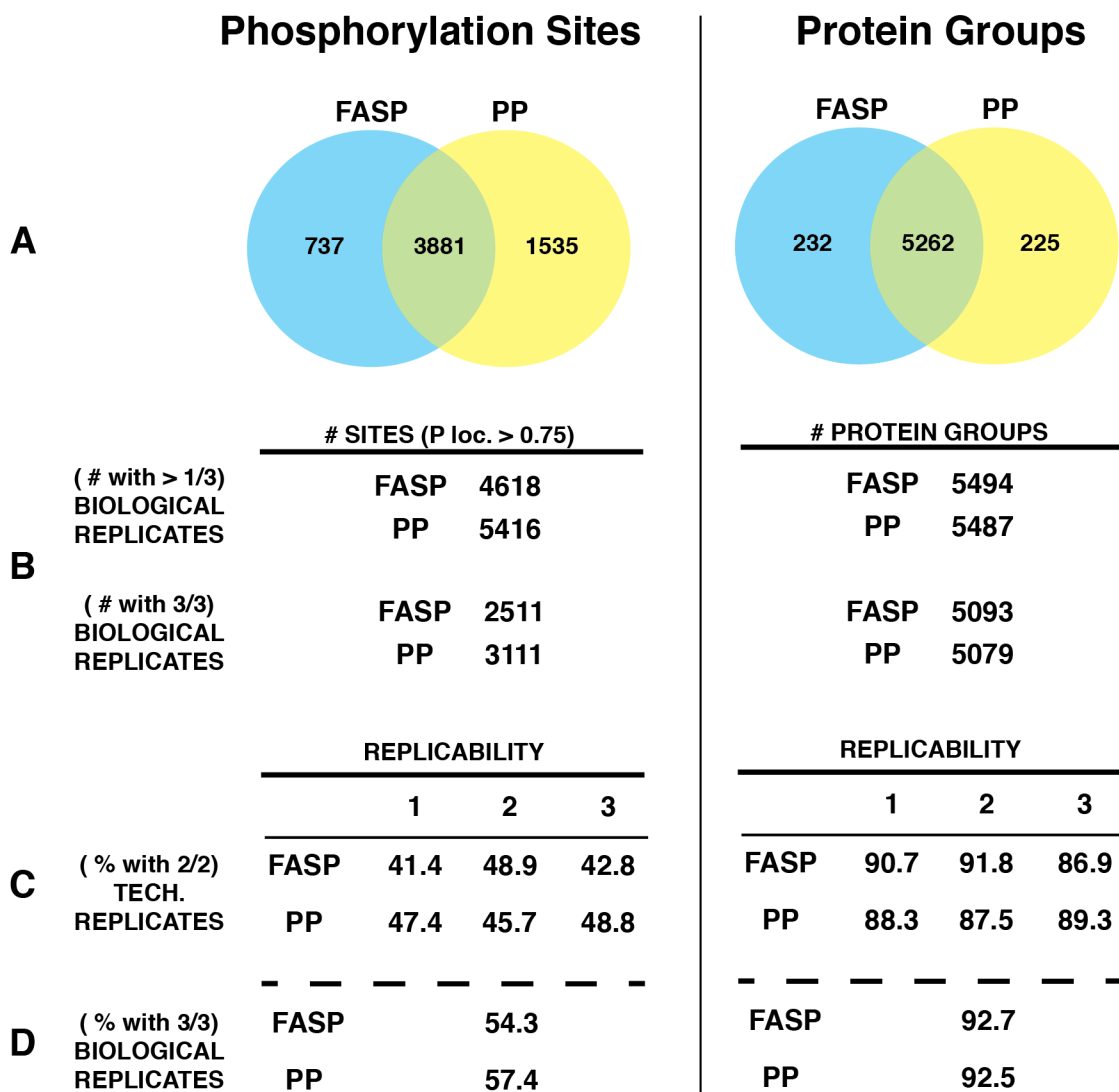 Phosphorylation Sites
Protein Groups
A
FASP PP
737 3881 1535
FASP PP
232 5262 225
B
# SITES (P loc. > 0.75)
# PROTEIN GROUPS
( # with > 1/3)
BIOLOGICAL
REPLICATES
FASP 4618
PP 5416
FASP 5494
PP 5487
( # with 3/3)
BIOLOGICAL
REPLICATES
FASP 2511
PP 3111
FASP 5093
PP 5079
C
REPLICABILITY
REPLICABILITY
1 2 3
1 2 3
( % with 2/2)
TECH.
REPLICATES
FASP 41.4 48.9 42.8
PP 47.4 45.7 48.8
FASP 90.7 91.8 86.9
PP 88.3 87.5 89.3
D
( % with 3/3)
BIOLOGICAL
REPLICATES
FASP 54.3
PP 57.4
FASP 92.7
PP 92.5